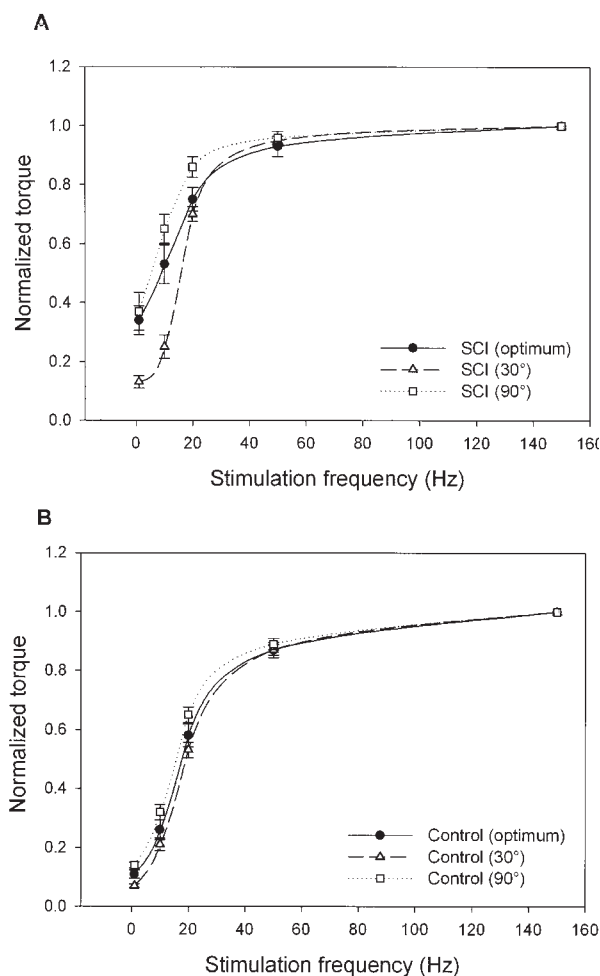 A
1.2
1.0
0.8
0.6
0.4
0.2
0.0
Normalized torque
SCI (optimum)
SCI (30°)
SCI (90°)
0 20 40 60 80 100 120 140 160
Stimulation frequency (Hz)
B
1.2
1.0
0.8
0.6
0.4
0.2
0.0
Normalized torque
Control (optimum)
Control (30°)
Control (90°)
0 20 40 60 80 100 120 140 160
Stimulation frequency (Hz)